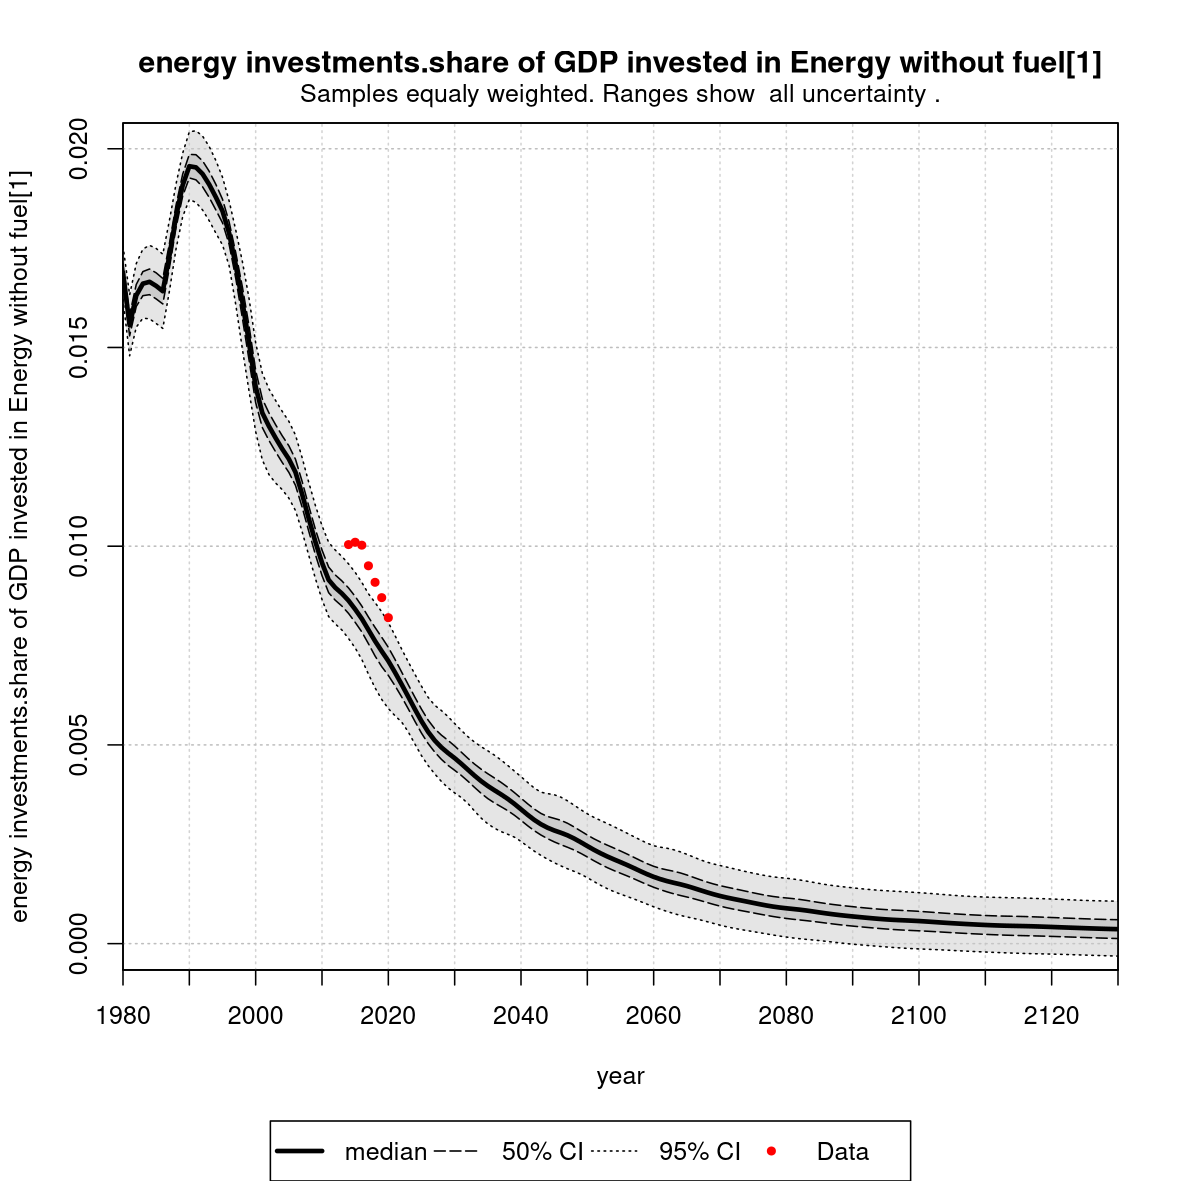 energy investments.share of GDP invested in Energy without fuel[1]
Samples equaly weighted. Ranges show  all uncertainty .
energy investments.share of GDP invested in Energy without fuel[1]
0.020
0.015
0.010
0.005
0.000
1980 2000 2020 2040 2060 2080 2100 2120
year
median 50% CI 95% CI Data